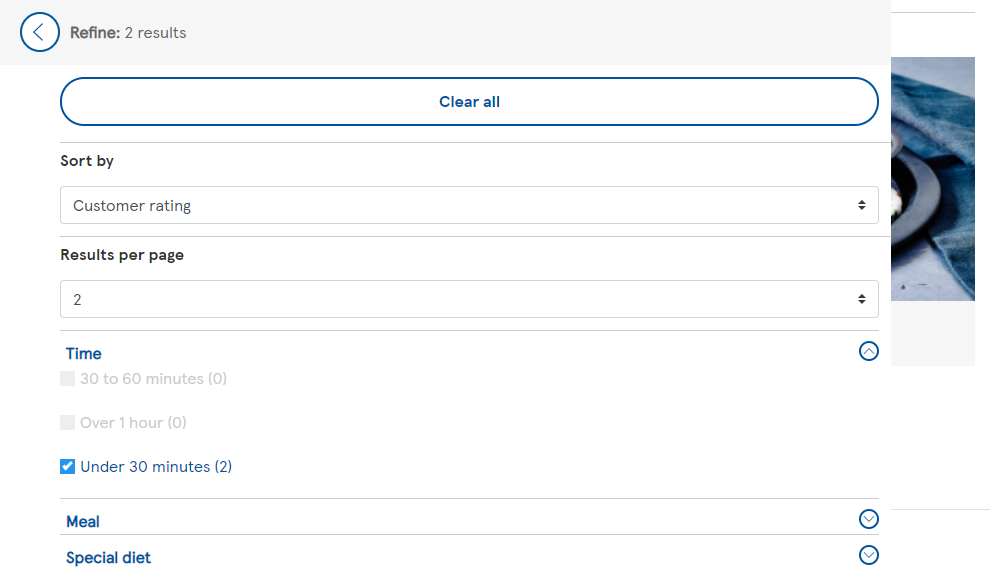 Refine: 2 results
Clear all
Sort by
Customer rating
Results per page
2
Time
30 to 60 minutes (0)
Over 1 hour (0)
Under 30 minutes (2)
Meal
Special diet